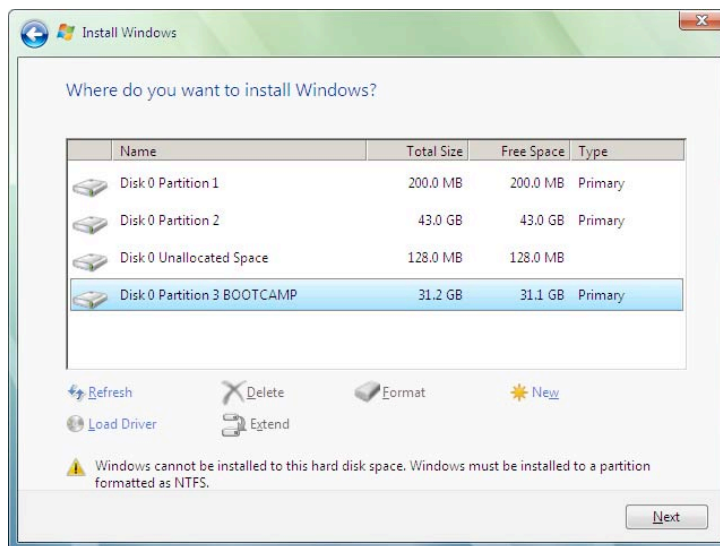 Install Windows
Where do you want to install Windows?
Name Total Size Free Space Type
Disk 0 Partition 1 200.0 MB 200.0 MB Primary
Disk 0 Partition 2 43.0 GB 43.0 GB Primary
Disk 0 Unallocated Space 128.0 MB 128.0 MB
Disk 0 Partition 3 BOOTCAMP 31.2 GB 31.1 GB Primary
Refresh Delete Format New
Load Driver Extend
Windows cannot be installed to this hard disk space. Windows must be installed to a partition
formatted as NTFS.
Next